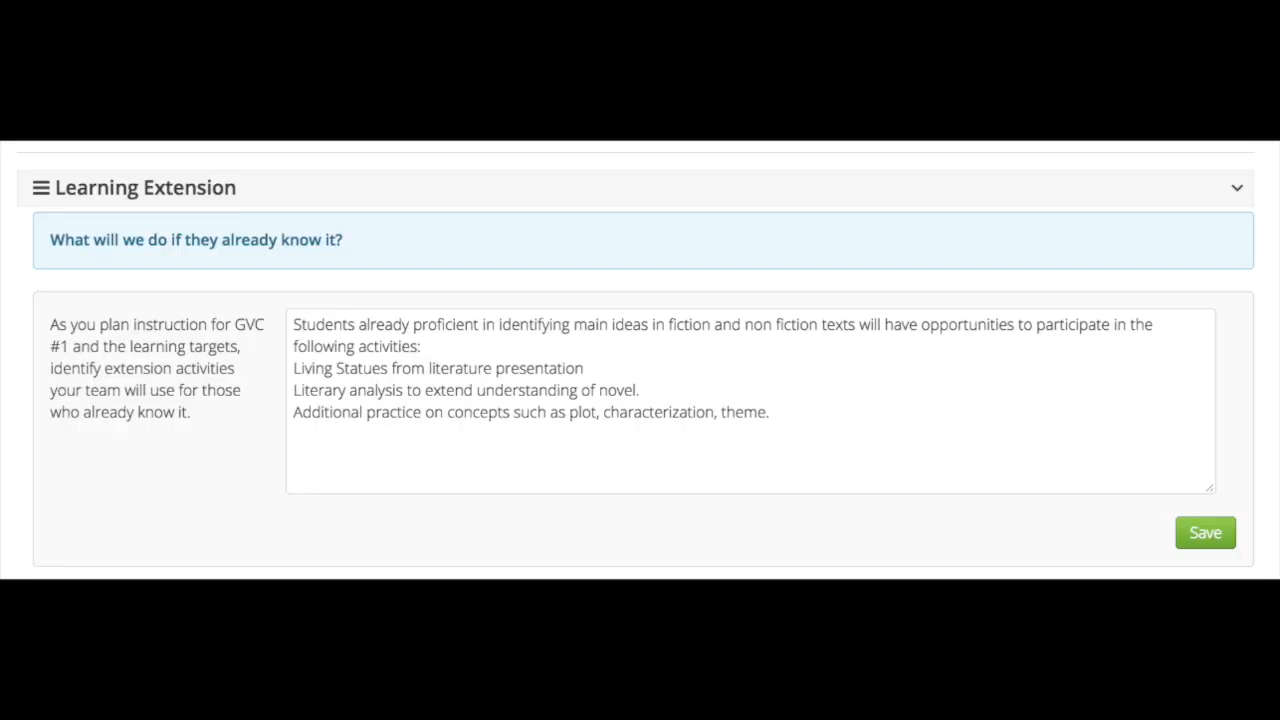 Learning Extension
What will we do if they already know it?
As you plan instruction for GVC
#1 and the learning targets,
identify extension activities
your team will use for those
who already know it.
Students already proficient in identifying main ideas in fiction and non fiction texts will have opportunities to participate in the
following activities:
Living Statues from literature presentation
Literary analysis to extend understanding of novel.
Additional practice on concepts such as plot, characterization, theme.
Save